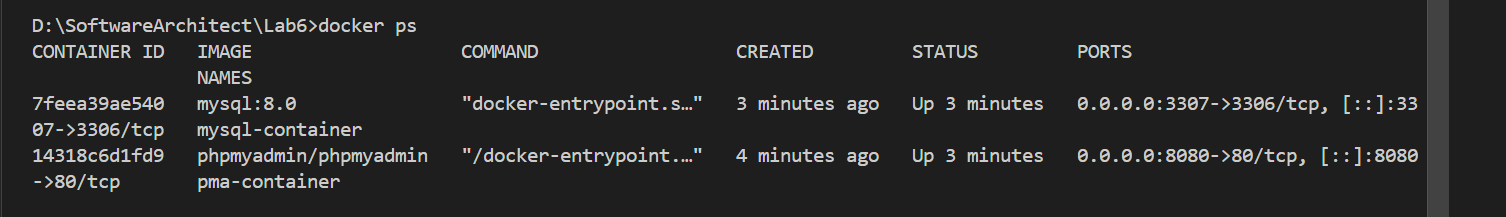 D:\SoftwareArchitect\Lab6>docker ps
CONTAINER ID   IMAGE                   COMMAND                  CREATED         STATUS         PORTS
               NAMES
7feea39ae540   mysql:8.0               "docker-entrypoint.s…"   3 minutes ago   Up 3 minutes   0.0.0.0:3307->3306/tcp, [::]:33
07->3306/tcp   mysql-container
14318c6d1fd9   phpmyadmin/phpmyadmin   "/docker-entrypoint.…"   4 minutes ago   Up 3 minutes   0.0.0.0:8080->80/tcp, [::]:8080
->80/tcp       pma-container